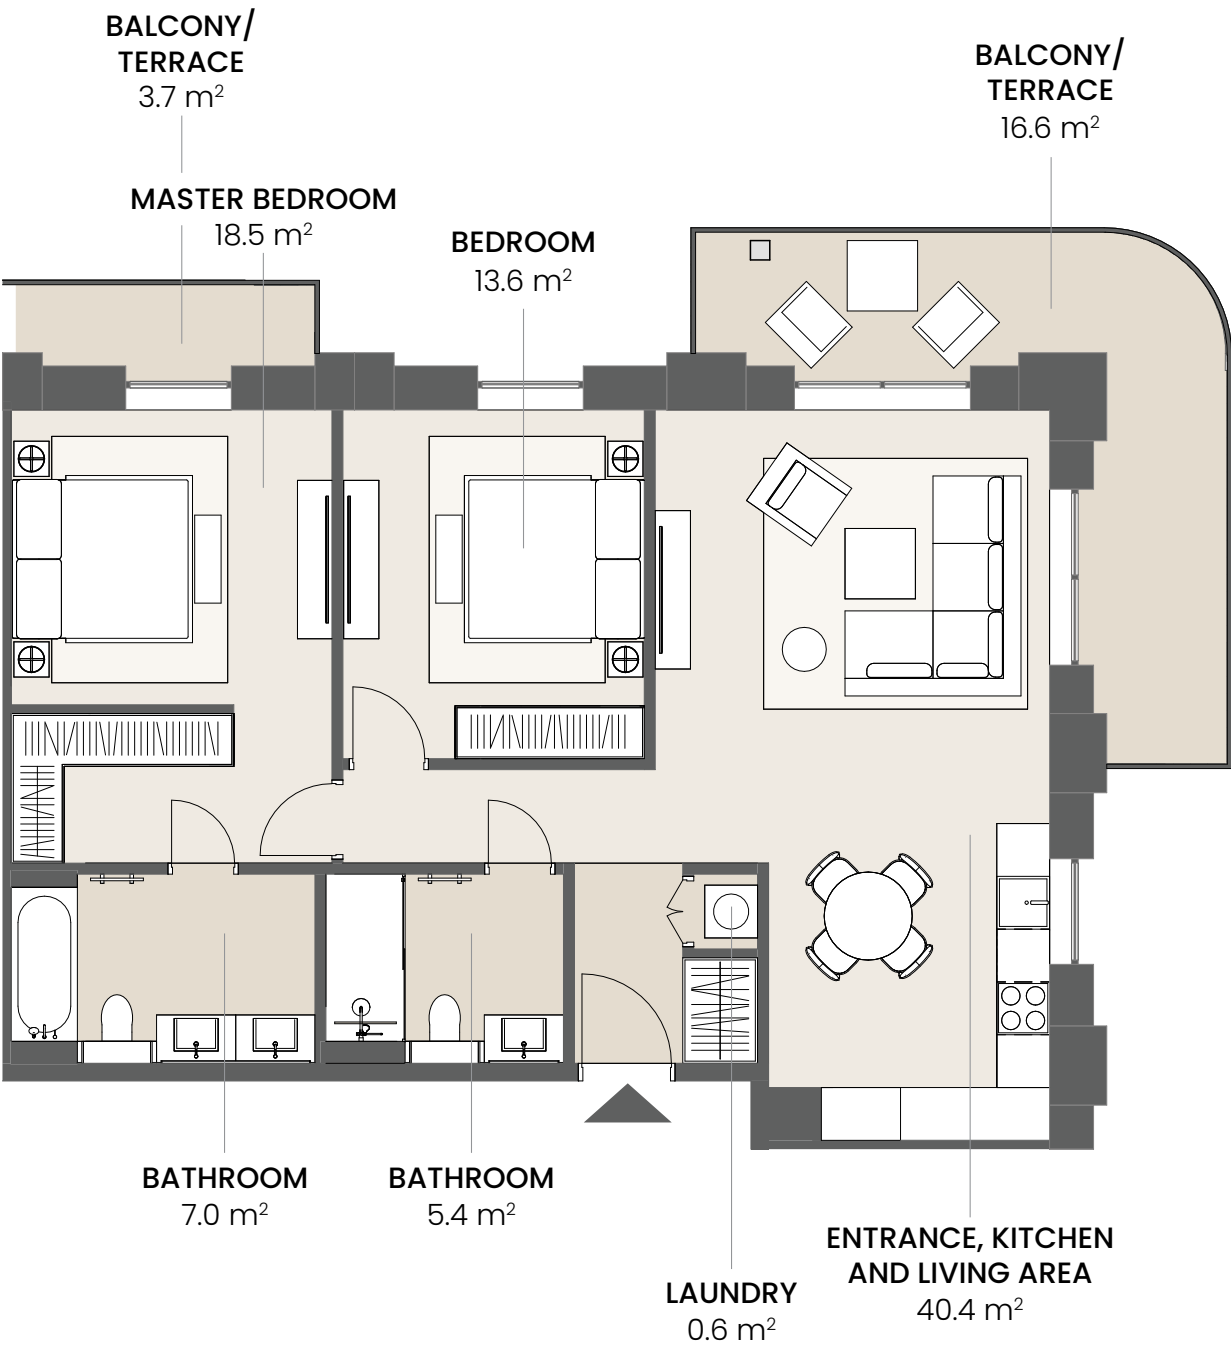 BALCONY/
TERRACE
3.7 m²
BALCONY/
TERRACE
16.6 m²
MASTER BEDROOM
18.5 m²
BEDROOM
13.6 m²
BATHROOM
7.0 m²
BATHROOM
5.4 m²
ENTRANCE, KITCHEN
AND LIVING AREA
40.4 m²
LAUNDRY
0.6 m²